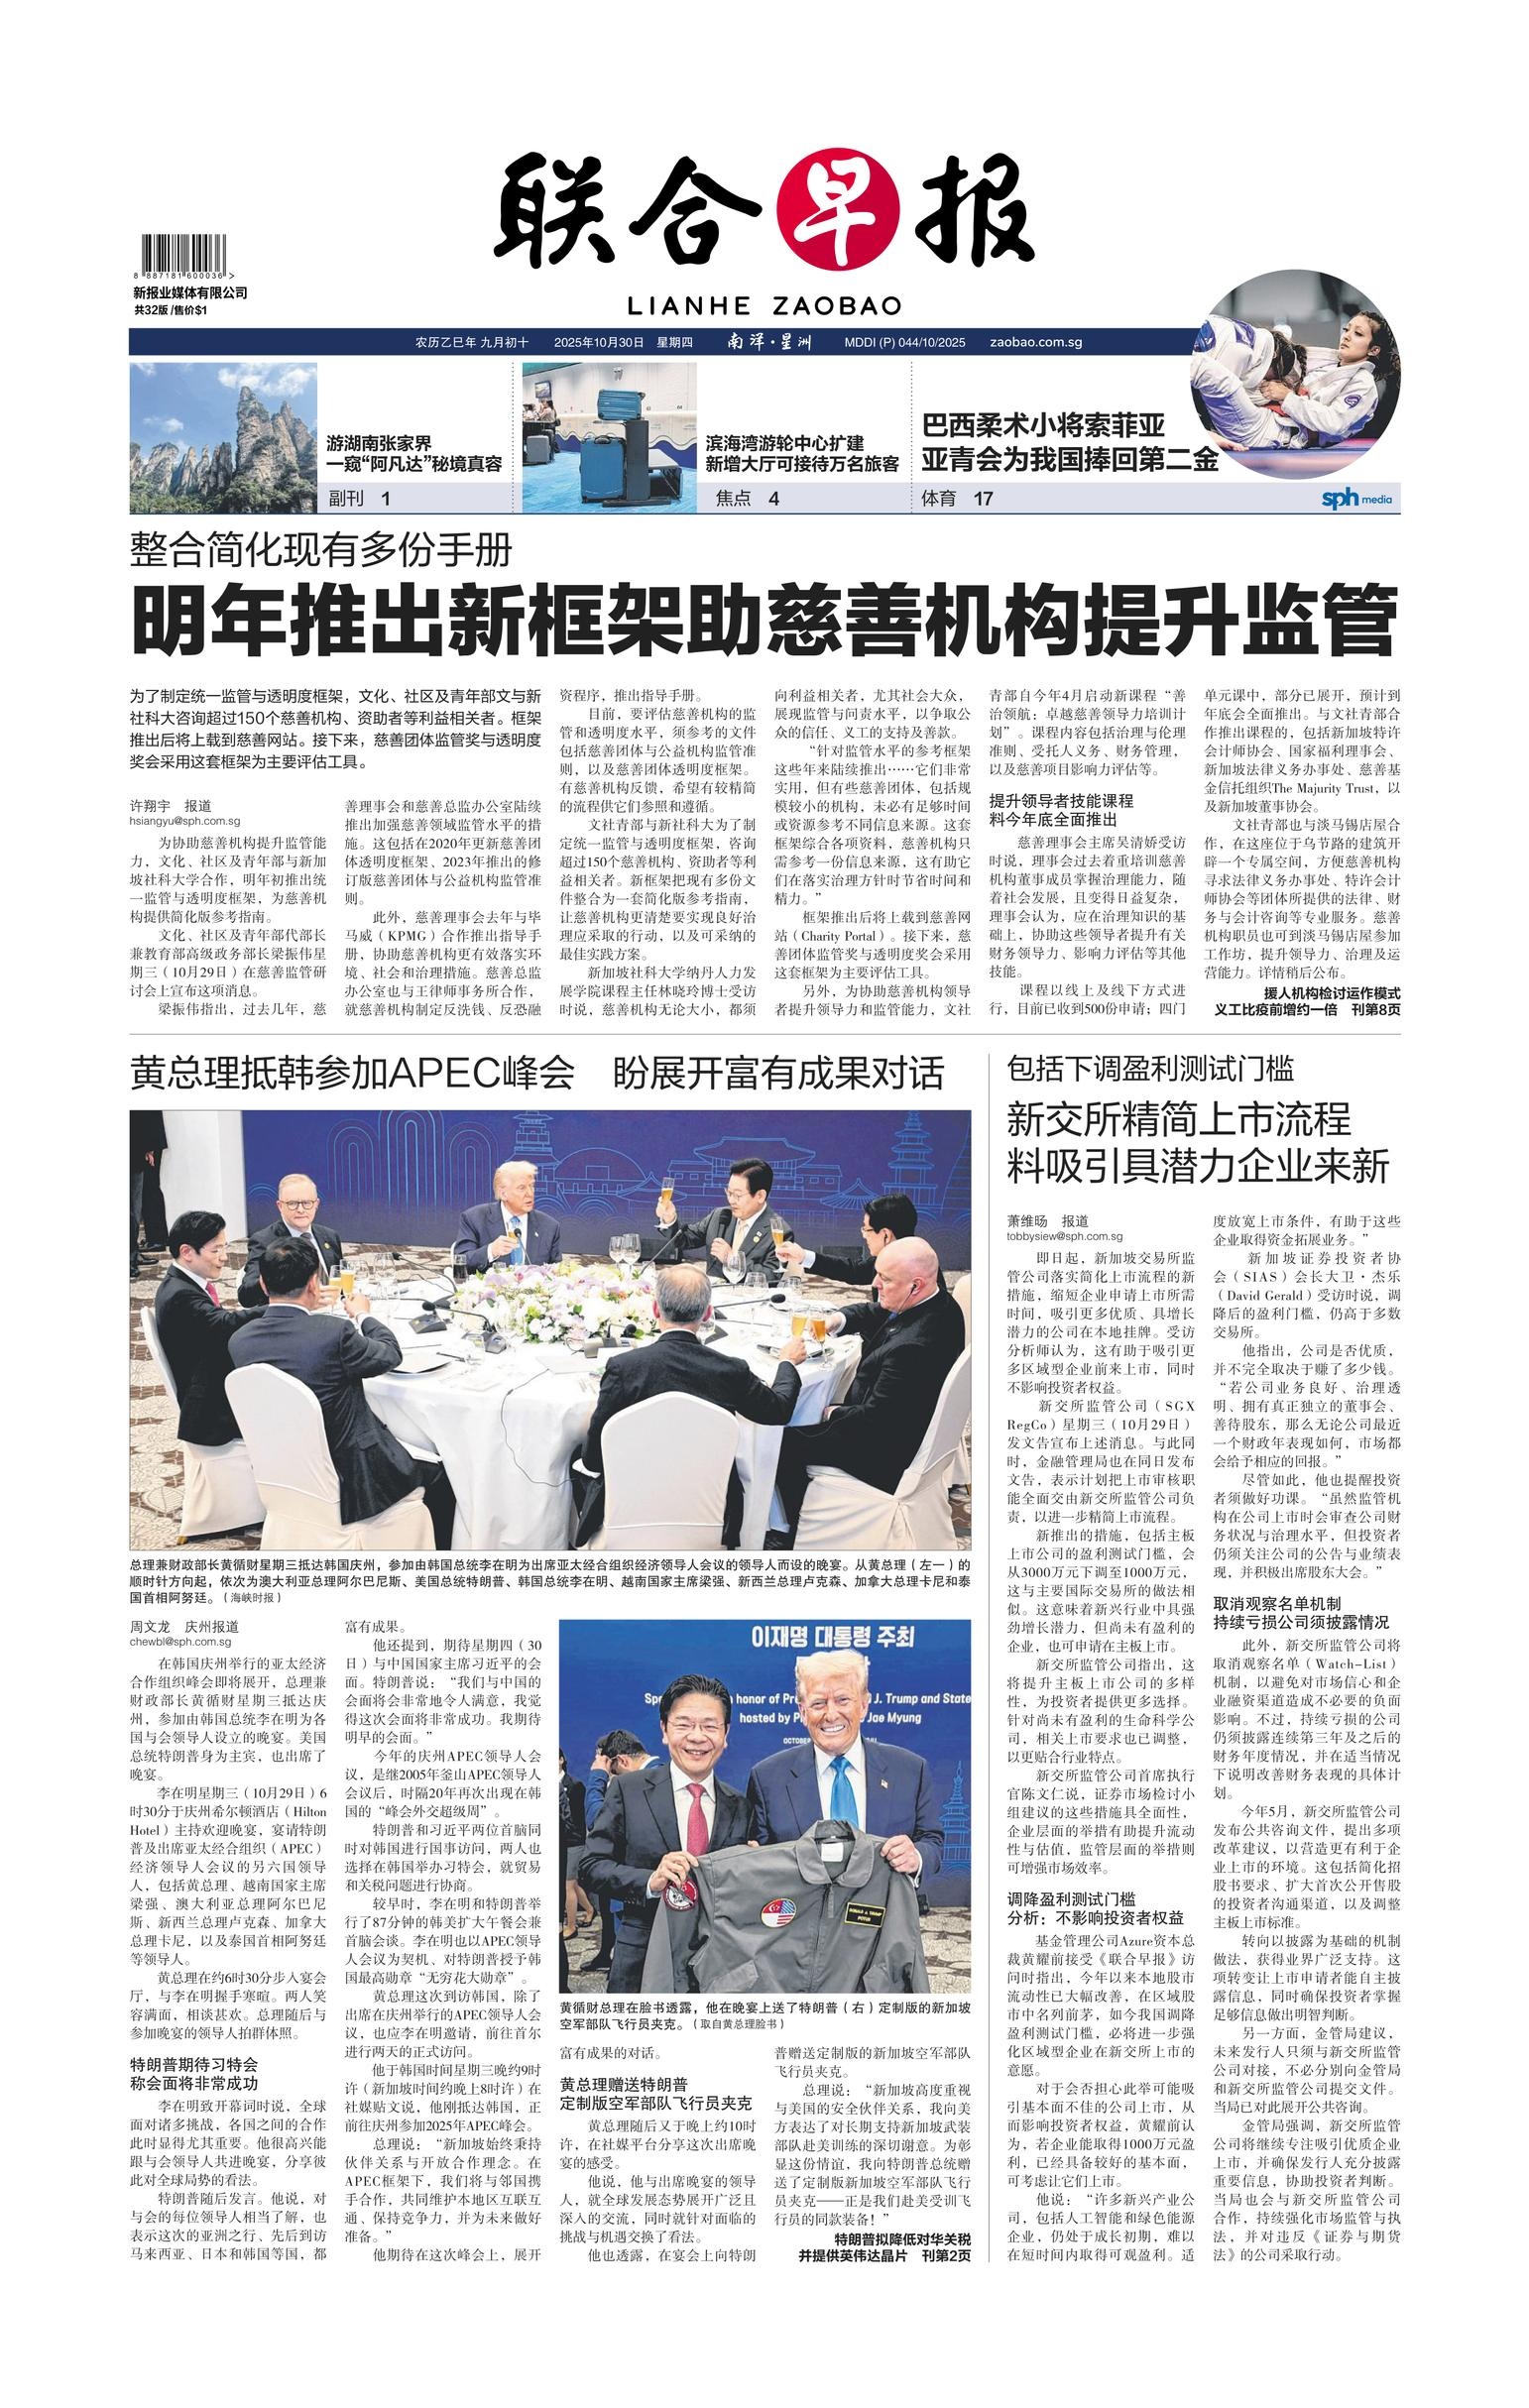 联合早报
LIANHE ZAOBAO
8 887181 600036 >
新报业媒体有限公司
共32版 /售价$1
农历乙巳年 九月初十 2025年10月30日 星期四 南洋·星洲 MDDI (P) 044/10/2025 zaobao.com.sg
游湖南张家界
一窥“阿凡达”秘境真容
副刊 1
滨海湾游轮中心扩建
新增大厅可接待万名旅客
焦点 4
巴西柔术小将索菲亚
亚青会为我国捧回第二金
体育 17
sph media
整合简化现有多份手册
明年推出新框架助慈善机构提升监管
为了制定统一监管与透明度框架，文化、社区及青年部文与新
社科大咨询超过150个慈善机构、资助者等利益相关者。框架
推出后将上载到慈善网站。接下来，慈善团体监管奖与透明度
奖会采用这套框架为主要评估工具。
许翔宇 报道
hsiangyu@sph.com.sg
为协助慈善机构提升监管能
力，文化、社区及青年部与新加
坡社科大学合作，明年初推出统
一监管与透明度框架，为慈善机
构提供简化版参考指南。
文化、社区及青年部代部长
兼教育部高级政务部长梁振伟星
期三（10月29日）在慈善监管研
讨会上宣布这项消息。
梁振伟指出，过去几年，慈
善理事会和慈善总监办公室陆续
推出加强慈善领域监管水平的措
施。这包括在2020年更新慈善团
体透明度框架、2023年推出的修
订版慈善团体与公益机构监管准
则。
此外，慈善理事会去年与毕
马威（KPMG）合作推出指导手
册，协助慈善机构更有效落实环
境、社会和治理措施。慈善总监
办公室也与王律师事务所合作，
就慈善机构制定反洗钱、反恐融
资程序，推出指导手册。
目前，要评估慈善机构的监
管和透明度水平，须参考的文件
包括慈善团体与公益机构监管准
则，以及慈善团体透明度框架。
有慈善机构反馈，希望有较精简
的流程供它们参照和遵循。
文社青部与新社科大为了制
定统一监管与透明度框架，咨询
超过150个慈善机构、资助者等利
益相关者。新框架把现有多份文
件整合为一套简化版参考指南，
让慈善机构更清楚要实现良好治
理应采取的行动，以及可采纳的
最佳实践方案。
新加坡社科大学纳丹人力发
展学院课程主任林晓玲博士受访
时说，慈善机构无论大小，都须
向利益相关者，尤其社会大众，
展现监管与问责水平，以争取公
众的信任、义工的支持及善款。
“针对监管水平的参考框架
这些年来陆续推出……它们非常
实用，但有些慈善团体，包括规
模较小的机构，未必有足够时间
或资源参考不同信息来源。这套
框架综合各项资料，慈善机构只
需参考一份信息来源，这有助它
们在落实治理方针时节省时间和
精力。”
框架推出后将上载到慈善网
站（Charity Portal）。接下来，慈
善团体监管奖与透明度奖会采用
这套框架为主要评估工具。
另外，为协助慈善机构领导
者提升领导力和监管能力，文社
青部自今年4月启动新课程“善
治领航：卓越慈善领导力培训计
划”。课程内容包括治理与伦理
准则、受托人义务、财务管理，
以及慈善项目影响力评估等。
提升领导者技能课程
料今年底全面推出
慈善理事会主席吴清娇受访
时说，理事会过去着重培训慈善
机构董事成员掌握治理能力，随
着社会发展，且变得日益复杂，
理事会认为，应在治理知识的基
础上，协助这些领导者提升有关
财务领导力、影响力评估等其他
技能。
课程以线上及线下方式进
行，目前已收到500份申请；四门
单元课中，部分已展开，预计到
年底会全面推出。与文社青部合
作推出课程的，包括新加坡特许
会计师协会、国家福利理事会、
新加坡法律义务办事处、慈善基
金信托组织The Majurity Trust，以
及新加坡董事协会。
文社青部也与淡马锡店屋合
作，在这座位于乌节路的建筑开
辟一个专属空间，方便慈善机构
寻求法律义务办事处、特许会计
师协会等团体所提供的法律、财
务与会计咨询等专业服务。慈善
机构职员也可到淡马锡店屋参加
工作坊，提升领导力、治理及运
营能力。详情稍后公布。
援人机构检讨运作模式
义工比疫前增约一倍 刊第8页
黄总理抵韩参加APEC峰会 盼展开富有成果对话
总理兼财政部长黄循财星期三抵达韩国庆州，参加由韩国总统李在明为出席亚太经合组织经济领导人会议的领导人而设的晚宴。从黄总理（左一）的
顺时针方向起，依次为澳大利亚总理阿尔巴尼斯、美国总统特朗普、韩国总统李在明、越南国家主席梁强、新西兰总理卢克森、加拿大总理卡尼和泰
国首相阿努廷。（海峡时报）
周文龙 庆州报道
chewbl@sph.com.sg
在韩国庆州举行的亚太经济
合作组织峰会即将展开，总理兼
财政部长黄循财星期三抵达庆
州，参加由韩国总统李在明为各
国与会领导人设立的晚宴。美国
总统特朗普身为主宾，也出席了
晚宴。
李在明星期三（10月29日）6
时30分于庆州希尔顿酒店（Hilton
Hotel）主持欢迎晚宴，宴请特朗
普及出席亚太经合组织（APEC）
经济领导人会议的另六国领导
人，包括黄总理、越南国家主席
梁强、澳大利亚总理阿尔巴尼
斯、新西兰总理卢克森、加拿大
总理卡尼，以及泰国首相阿努廷
等领导人。
黄总理在约6时30分步入宴会
厅，与李在明握手寒暄。两人笑
容满面，相谈甚欢。总理随后与
参加晚宴的领导人拍群体照。
特朗普期待习特会
称会面将非常成功
李在明致开幕词时说，全球
面对诸多挑战，各国之间的合作
此时显得尤其重要。他很高兴能
跟与会领导人共进晚宴，分享彼
此对全球局势的看法。
特朗普随后发言。他说，对
与会的每位领导人相当了解，也
表示这次的亚洲之行、先后到访
马来西亚、日本和韩国等国，都
富有成果。
他还提到，期待星期四（30
日）与中国国家主席习近平的会
面。特朗普说：“我们与中国的
会面将会非常地令人满意，我觉
得这次会面将非常成功。我期待
明早的会面。”
今年的庆州APEC领导人会
议，是继2005年釜山APEC领导人
会议后，时隔20年再次出现在韩
国的“峰会外交超级周”。
特朗普和习近平两位首脑同
时对韩国进行国事访问，两人也
选择在韩国举办习特会，就贸易
和关税问题进行协商。
较早时，李在明和特朗普举
行了87分钟的韩美扩大午餐会兼
首脑会谈。李在明也以APEC领导
人会议为契机、对特朗普授予韩
国最高勋章“无穷花大勋章”。
黄总理这次到访韩国，除了
出席在庆州举行的APEC领导人会
议，也应李在明邀请，前往首尔
进行两天的正式访问。
他于韩国时间星期三晚约9时
许（新加坡时间约晚上8时许）在
社媒贴文说，他刚抵达韩国，正
前往庆州参加2025年APEC峰会。
总理说：“新加坡始终秉持
伙伴关系与开放合作理念。在
APEC框架下，我们将与邻国携
手合作，共同维护本地区互联互
通、保持竞争力，并为未来做好
准备。”
他期待在这次峰会上，展开
이재명 대통령 주최
honor of Pr J. Trump and State
hosted by P Jae Myung
黄循财总理在脸书透露，他在晚宴上送了特朗普（右）定制版的新加坡
空军部队飞行员夹克。（取自黄总理脸书）
富有成果的对话。
黄总理赠送特朗普
定制版空军部队飞行员夹克
黄总理随后又于晚上约10时
许，在社媒平台分享这次出席晚
宴的感受。
他说，他与出席晚宴的领导
人，就全球发展态势展开广泛且
深入的交流，同时就针对面临的
挑战与机遇交换了看法。
他也透露，在宴会上向特朗
普赠送定制版的新加坡空军部队
飞行员夹克。
总理说：“新加坡高度重视
与美国的安全伙伴关系，我向美
方表达了对长期支持新加坡武装
部队赴美训练的深切谢意。为彰
显这份情谊，我向特朗普总统赠
送了定制版新加坡空军部队飞行
员夹克——正是我们赴美受训飞
行员的同款装备！”
特朗普拟降低对华关税
并提供英伟达晶片 刊第2页
包括下调盈利测试门槛
新交所精简上市流程
料吸引具潜力企业来新
萧维旸 报道
tobbysiew@sph.com.sg
即日起，新加坡交易所监
管公司落实简化上市流程的新
措施，缩短企业申请上市所需
时间，吸引更多优质、具增长
潜力的公司在本地挂牌。受访
分析师认为，这有助于吸引更
多区域型企业前来上市，同时
不影响投资者权益。
新交所监管公司（SGX
RegCo）星期三（10月29日）
发文告宣布上述消息。与此同
时，金融管理局也在同日发布
文告，表示计划把上市审核职
能全面交由新交所监管公司负
责，以进一步精简上市流程。
新推出的措施，包括主板
上市公司的盈利测试门槛，会
从3000万元下调至1000万元，
这与主要国际交易所的做法相
似。这意味着新兴行业中具强
劲增长潜力，但尚未有盈利的
企业，也可申请在主板上市。
新交所监管公司指出，这
将提升主板上市公司的多样
性，为投资者提供更多选择。
针对尚未有盈利的生命科学公
司，相关上市要求也已调整，
以更贴合行业特点。
新交所监管公司首席执行
官陈文仁说，证券市场检讨小
组建议的这些措施具全面性，
企业层面的举措有助提升流动
性与估值，监管层面的举措则
可增强市场效率。
调降盈利测试门槛
分析：不影响投资者权益
基金管理公司Azure资本总
裁黄耀前接受《联合早报》访
问时指出，今年以来本地股市
流动性已大幅改善，在区域股
市中名列前茅，如今我国调降
盈利测试门槛，必将进一步强
化区域型企业在新交所上市的
意愿。
对于会否担心此举可能吸
引基本面不佳的公司上市，从
而影响投资者权益，黄耀前认
为，若企业能取得1000万元盈
利，已经具备较好的基本面，
可考虑让它们上市。
他说：“许多新兴产业公
司，包括人工智能和绿色能源
企业，仍处于成长初期，难以
在短时间内取得可观盈利。适
度放宽上市条件，有助于这些
企业取得资金拓展业务。”
新加坡证券投资者协
会（SIAS）会长大卫·杰乐
（David Gerald）受访时说，调
降后的盈利门槛，仍高于多数
交易所。
他指出，公司是否优质，
并不完全取决于赚了多少钱。
“若公司业务良好、治理透
明、拥有真正独立的董事会、
善待股东，那么无论公司最近
一个财政年表现如何，市场都
会给予相应的回报。”
尽管如此，他也提醒投资
者须做好功课。“虽然监管机
构在公司上市时会审查公司财
务状况与治理水平，但投资者
仍须关注公司的公告与业绩表
现，并积极出席股东大会。”
取消观察名单机制
持续亏损公司须披露情况
此外，新交所监管公司将
取消观察名单（Watch-List）
机制，以避免对市场信心和企
业融资渠道造成不必要的负面
影响。不过，持续亏损的公司
仍须披露连续第三年及之后的
财务年度情况，并在适当情况
下说明改善财务表现的具体计
划。
今年5月，新交所监管公司
发布公共咨询文件，提出多项
改革建议，以营造更有利于企
业上市的环境。这包括简化招
股书要求、扩大首次公开售股
的投资者沟通渠道，以及调整
主板上市标准。
转向以披露为基础的机制
做法，获得业界广泛支持。这
项转变让上市申请者能自主披
露信息，同时确保投资者掌握
足够信息做出明智判断。
另一方面，金管局建议，
未来发行人只须与新交所监管
公司对接，不必分别向金管局
和新交所监管公司提交文件。
当局已对此展开公共咨询。
金管局强调，新交所监管
公司将继续专注吸引优质企业
上市，并确保发行人充分披露
重要信息，协助投资者判断。
当局也会与新交所监管公司
合作，持续强化市场监管与执
法，并对违反《证券与期货
法》的公司采取行动。